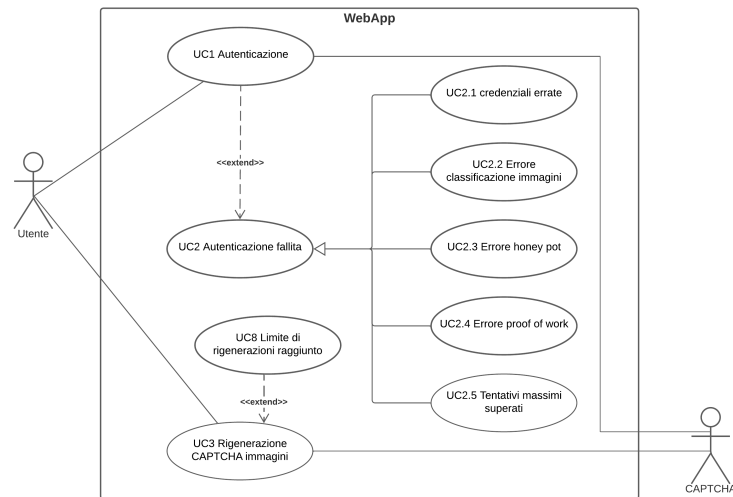 WebApp
UC1 Autenticazione
UC2.1 credenziali errate
<<extend>>
UC2.2 Errore
classificazione immagini
Utente
UC2 Autenticazione fallita
UC2.3 Errore honey pot
UC2.4 Errore proof of work
UC8 Limite di
rigenerazioni raggiunto
<<extend>>
UC2.5 Tentativi massimi
superati
UC3 Rigenerazione
CAPTCHA immagini
CAPTCHA